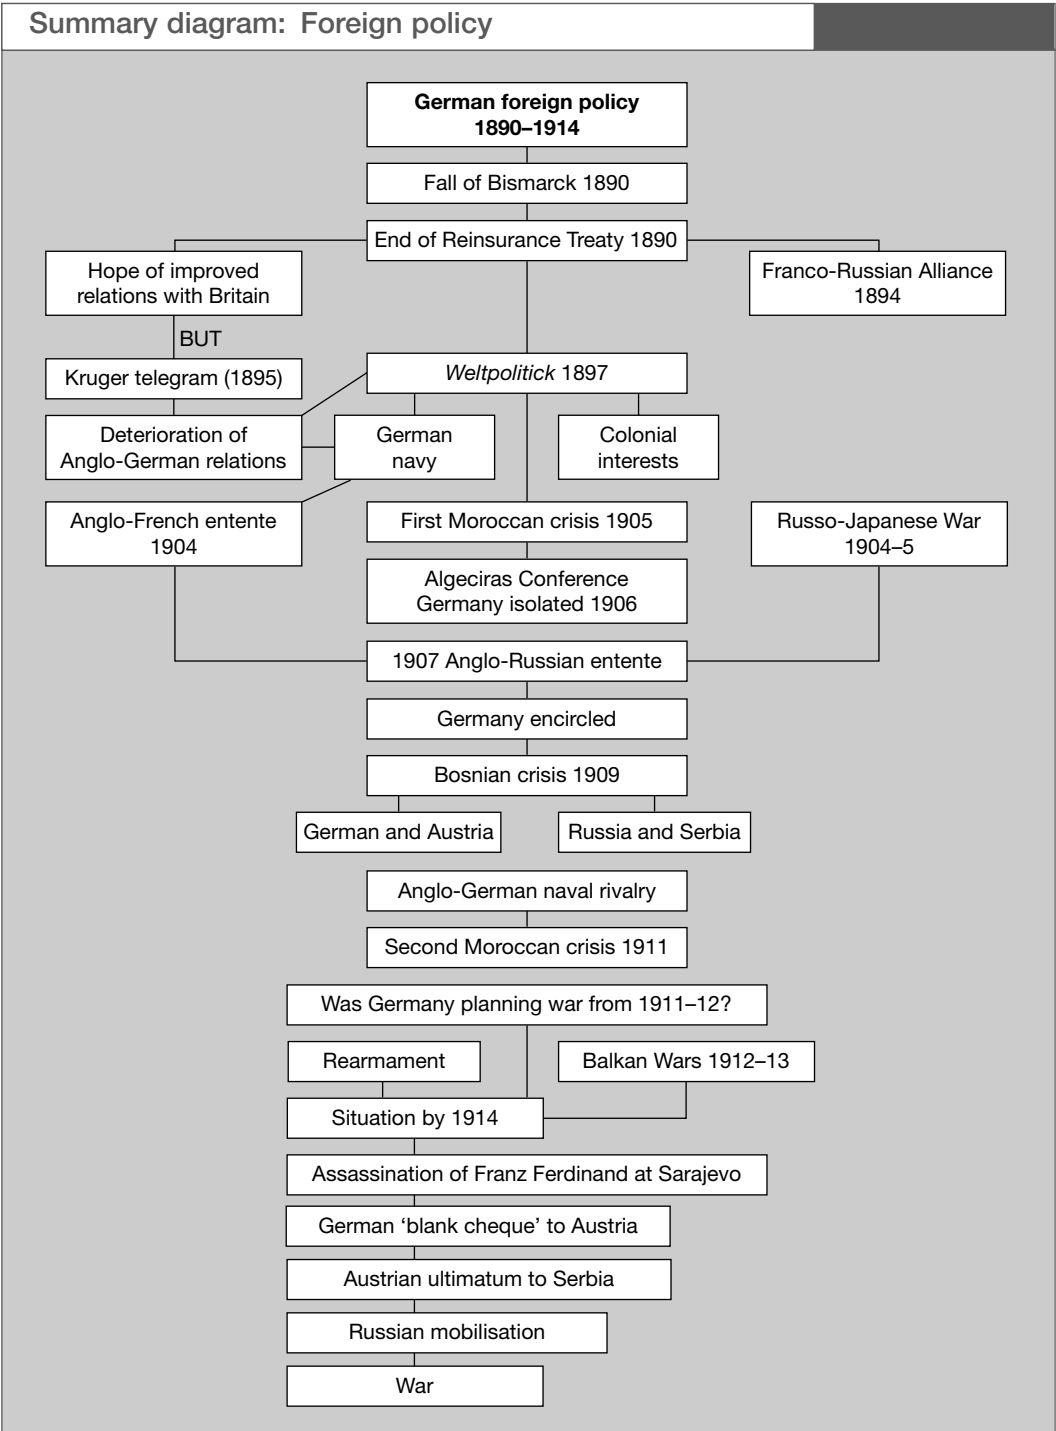 Summary diagram: Foreign policy
German foreign policy
1890–1914
Fall of Bismarck 1890
End of Reinsurance Treaty 1890
Hope of improved
relations with Britain
Franco-Russian Alliance
1894
BUT
Kruger telegram (1895)
Weltpolitick 1897
Deterioration of
Anglo-German relations
German
navy
Colonial
interests
Anglo-French entente
1904
First Moroccan crisis 1905
Russo-Japanese War
1904–5
Algeciras Conference
Germany isolated 1906
1907 Anglo-Russian entente
Germany encircled
Bosnian crisis 1909
German and Austria
Russia and Serbia
Anglo-German naval rivalry
Second Moroccan crisis 1911
Was Germany planning war from 1911–12?
Rearmament
Balkan Wars 1912–13
Situation by 1914
Assassination of Franz Ferdinand at Sarajevo
German ‘blank cheque’ to Austria
Austrian ultimatum to Serbia
Russian mobilisation
War